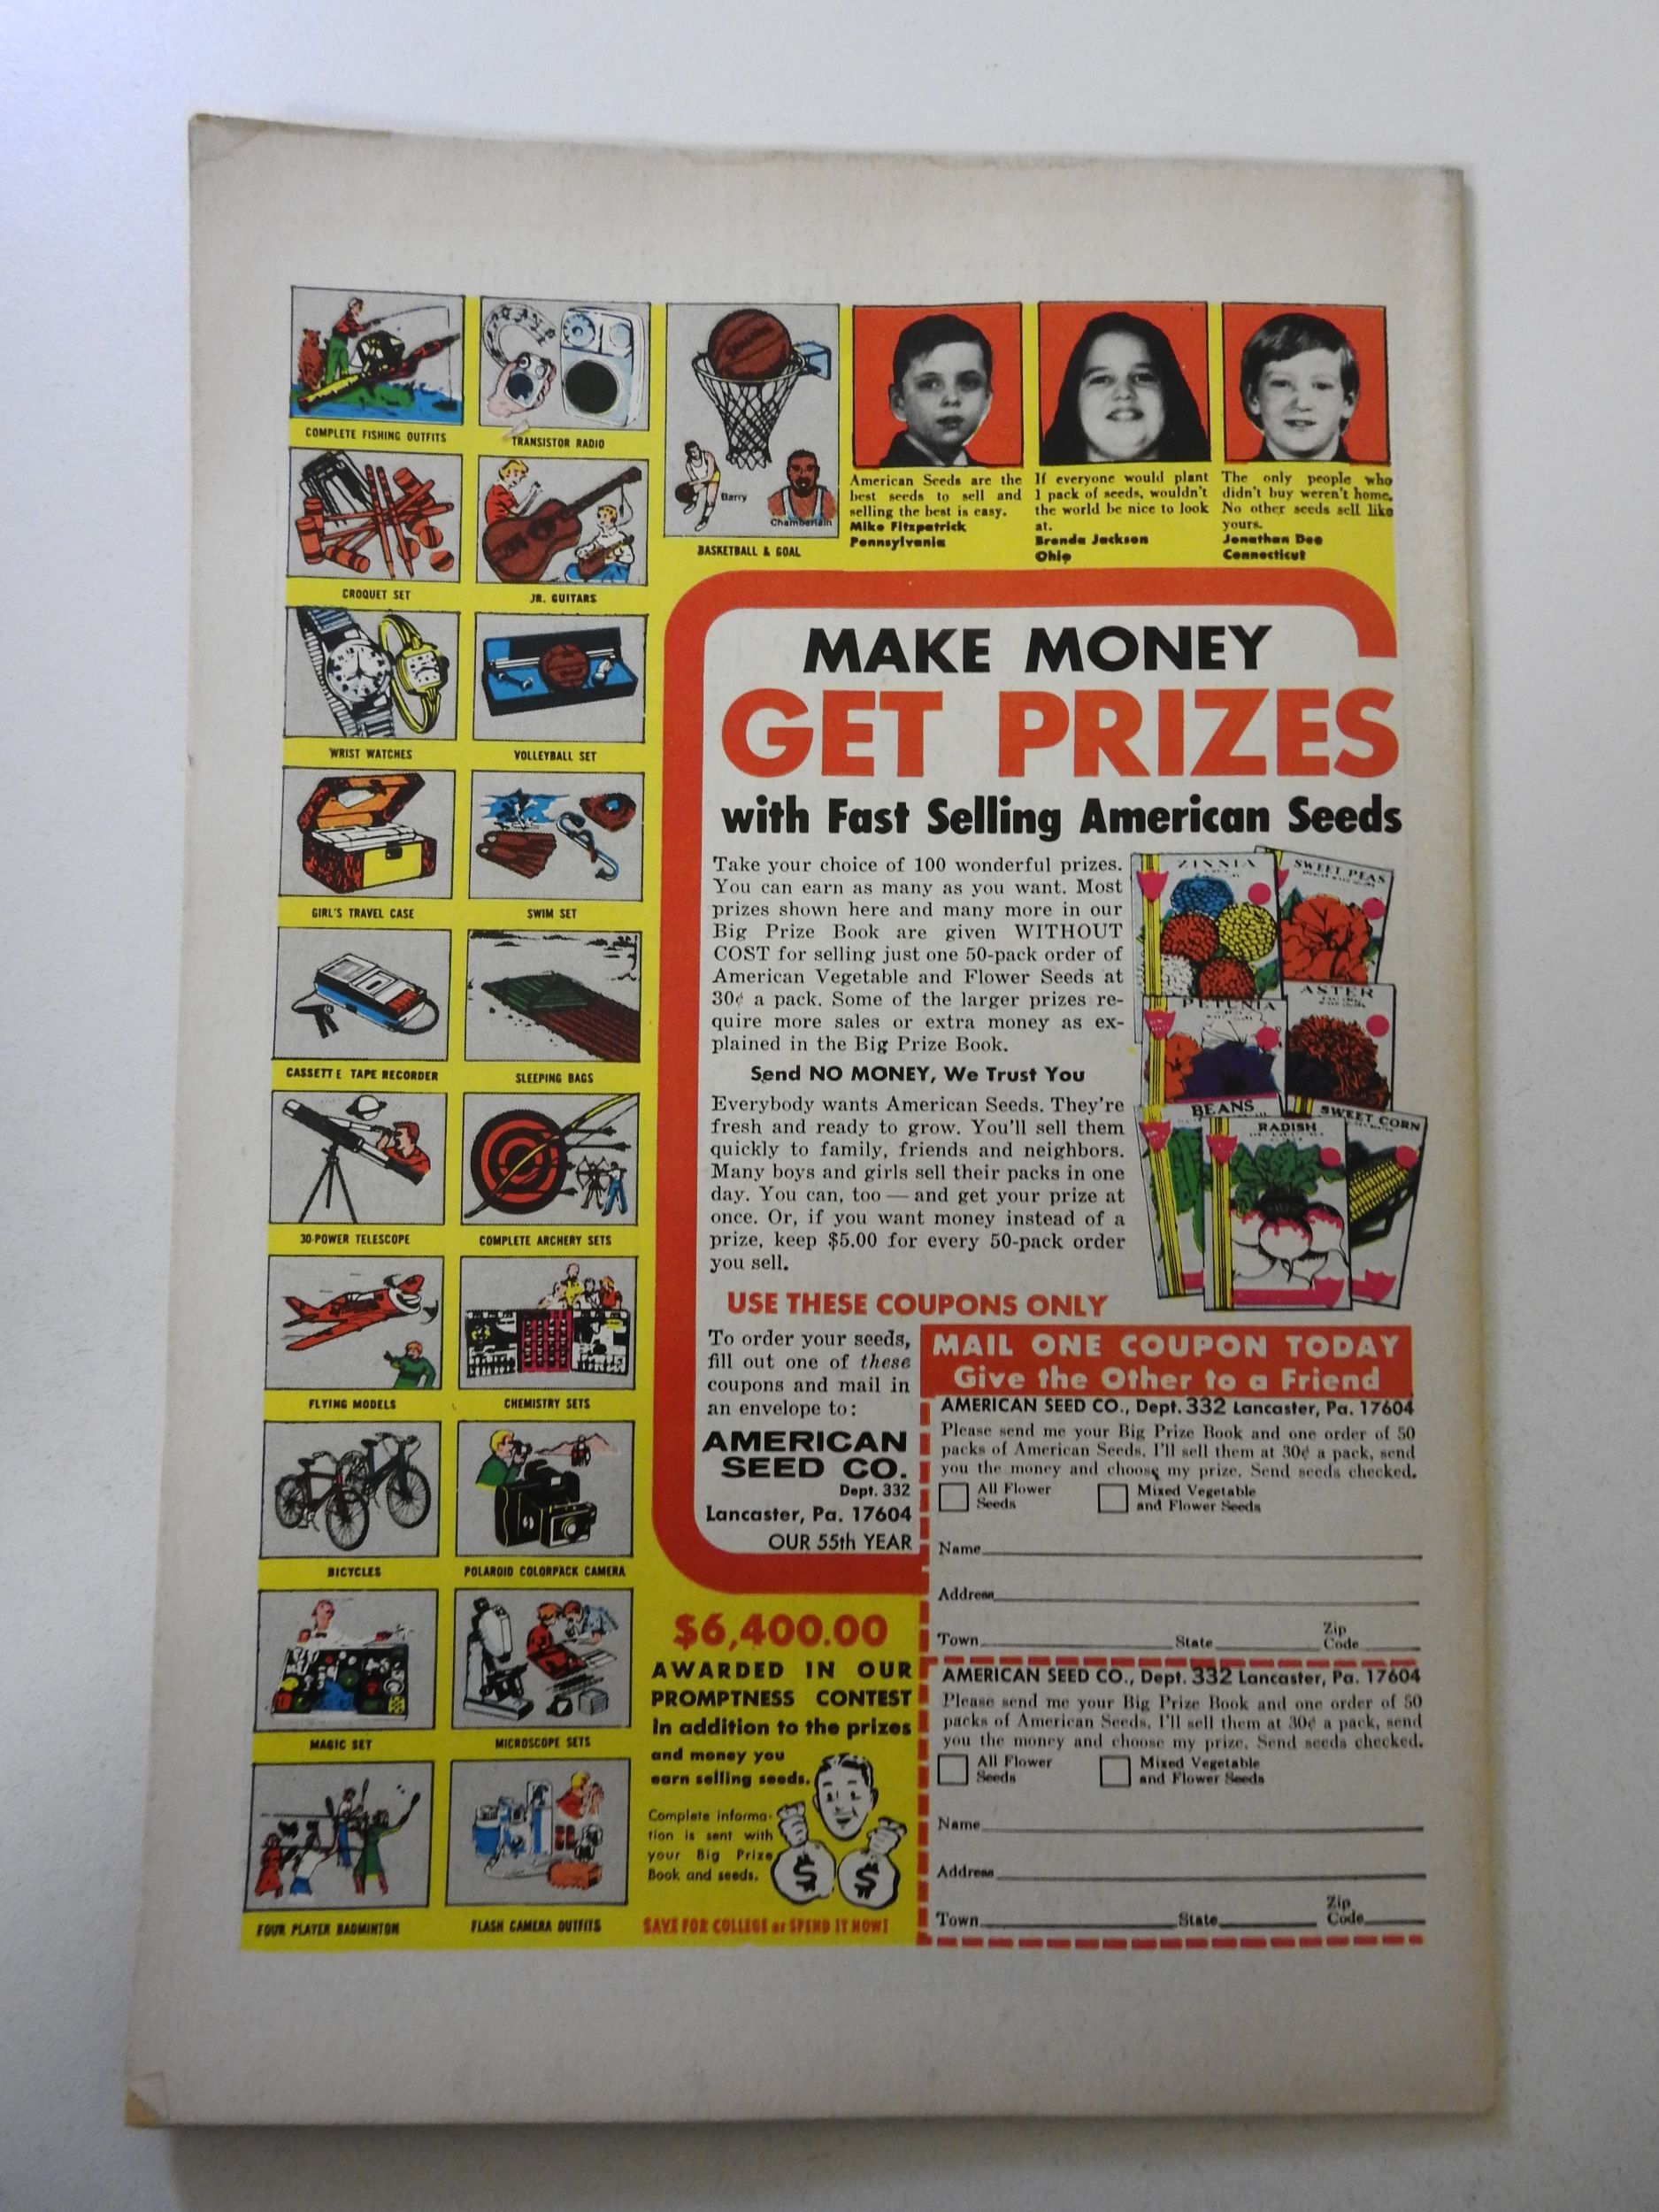 COMPLETE FISHING OUTFITS
TRANSISTOR RADIO
CROQUET SET
JR. GUITARS
WRIST WATCHES
VOLLEYBALL SET
GIRL'S TRAVEL CASE
SWIM SET
CASSETTE TAPE RECORDER
SLEEPING BAGS
30-POWER TELESCOPE
COMPLETE ARCHERY SETS
FLYING MODELS
CHEMISTRY SETS
BICYCLES
POLAROID COLORPACK CAMERA
MAGIC SET
MICROSCOPE SETS
FOUR PLAYER BADMINTON
FLASH CAMERA OUTFITS
Barry
Chamberlain
BASKETBALL & GOAL
American Seeds are the
best seeds to sell and
selling the best is easy.
Mike Fitzpatrick
Pennsylvania
If everyone would plant
1 pack of seeds, wouldn't
the world be nice to look
at.
Brenda Jackson
Ohio
The only people who
didn't buy weren't home.
No other seeds sell like
yours.
Jonathan Dee
Connecticut
MAKE MONEY
GET PRIZES
with Fast Selling American Seeds
Take your choice of 100 wonderful prizes.
You can earn as many as you want. Most
prizes shown here and many more in our
Big Prize Book are given WITHOUT
COST for selling just one 50-pack order of
American Vegetable and Flower Seeds at
30¢ a pack. Some of the larger prizes re-
quire more sales or extra money as ex-
plained in the Big Prize Book.
Send NO MONEY, We Trust You
Everybody wants American Seeds. They're
fresh and ready to grow. You'll sell them
quickly to family, friends and neighbors.
Many boys and girls sell their packs in one
day. You can, too — and get your prize at
once. Or, if you want money instead of a
prize, keep $5.00 for every 50-pack order
you sell.
ZINNIA
SWEET PEAS
PETUNIA
ASTER
BEANS
RADISH
SWEET CORN
USE THESE COUPONS ONLY
To order your seeds,
fill out one of these
coupons and mail in
an envelope to:
AMERICAN
SEED CO.
Dept. 332
Lancaster, Pa. 17604
OUR 55th YEAR
MAIL ONE COUPON TODAY
Give the Other to a Friend
AMERICAN SEED CO., Dept. 332 Lancaster, Pa. 17604
Please send me your Big Prize Book and one order of 50
packs of American Seeds. I'll sell them at 30¢ a pack, send
you the money and choose my prize. Send seeds checked.
All Flower Seeds
Mixed Vegetable and Flower Seeds
Name
Address
Town State Zip Code
AMERICAN SEED CO., Dept. 332 Lancaster, Pa. 17604
Please send me your Big Prize Book and one order of 50
packs of American Seeds. I'll sell them at 30¢ a pack, send
you the money and choose my prize. Send seeds checked.
All Flower Seeds
Mixed Vegetable and Flower Seeds
Name
Address
Town State Zip Code
$6,400.00
AWARDED IN OUR
PROMPTNESS CONTEST
in addition to the prizes
and money you
earn selling seeds.
Complete informa-
tion is sent with
your Big Prize
Book and seeds.
$ $
SAVE FOR COLLEGE or SPEND IT NOW!